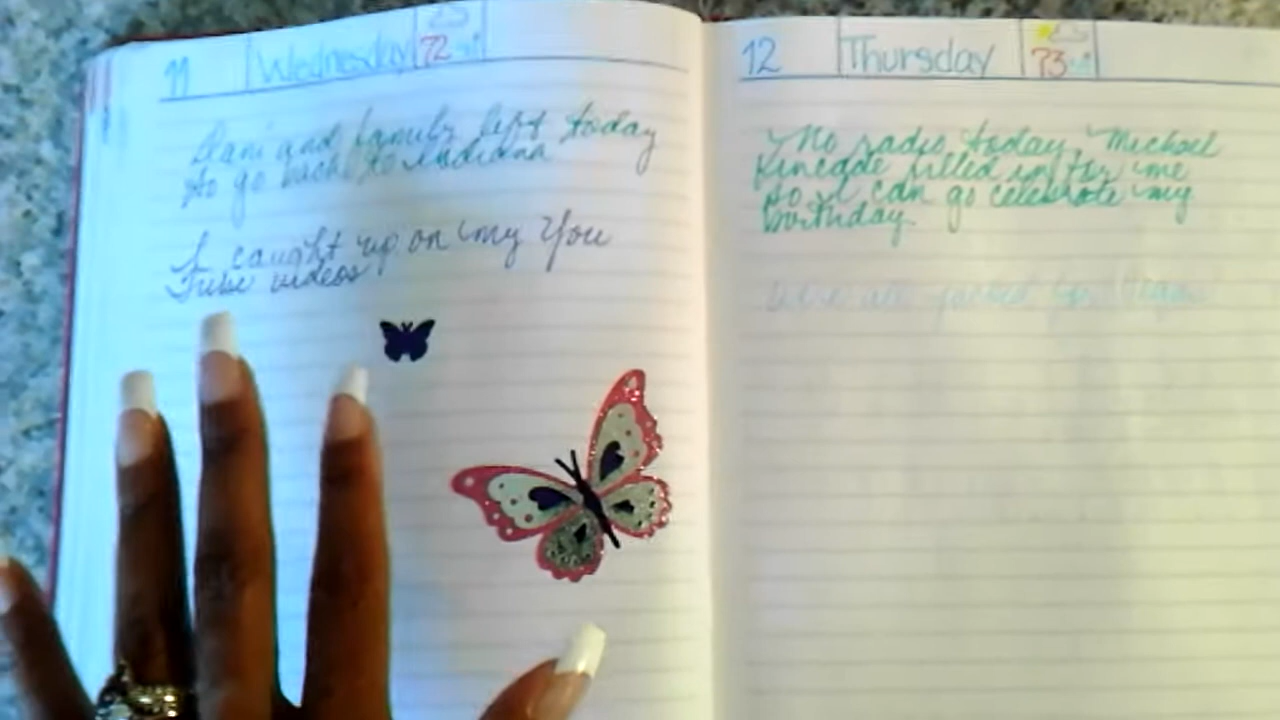 11 Wednesday 72
and family left today
to go back to Indiana
I caught up on my You
Tube videos
12 Thursday 73
No radio today. Michael
Kincade filled in for me
so I can go celebrate my
birthday.